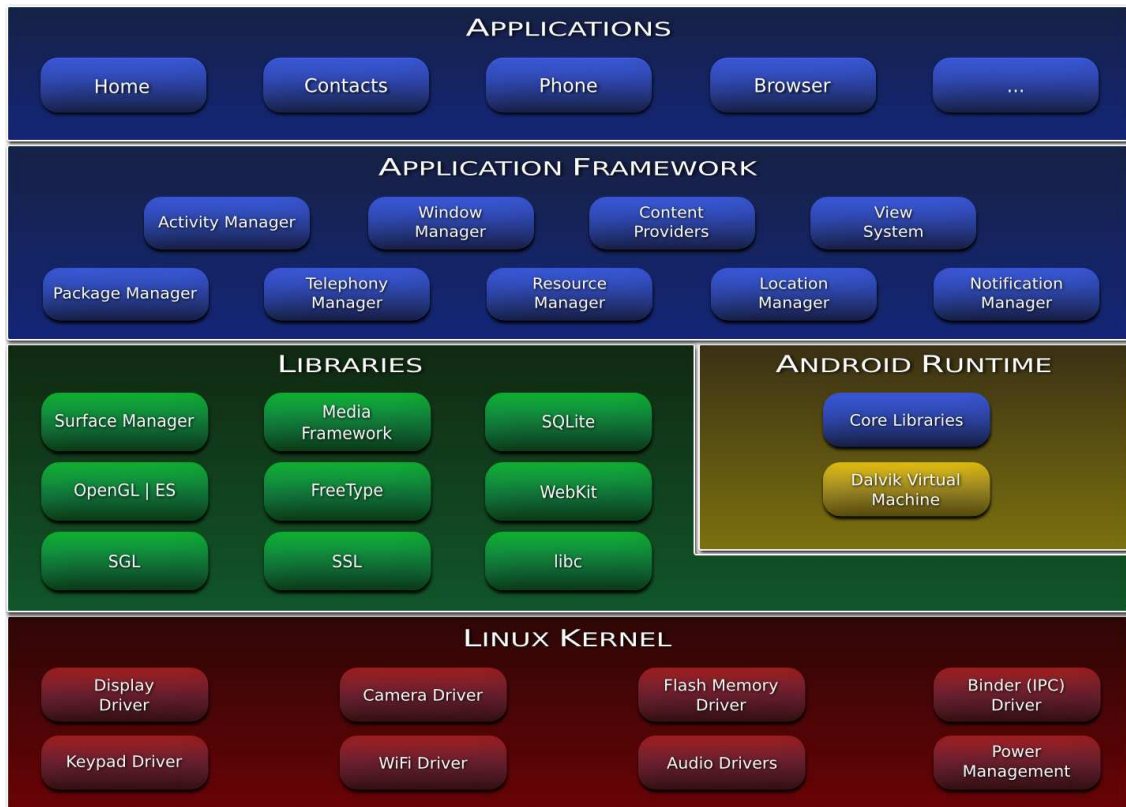 APPLICATIONS
Home
Contacts
Phone
Browser
...
APPLICATION FRAMEWORK
Activity Manager
Window
Manager
Content
Providers
View
System
Package Manager
Telephony
Manager
Resource
Manager
Location
Manager
Notification
Manager
LIBRARIES
Surface Manager
Media
Framework
SQLite
OpenGL | ES
FreeType
WebKit
SGL
SSL
libc
ANDROID RUNTIME
Core Libraries
Dalvik Virtual
Machine
LINUX KERNEL
Display
Driver
Camera Driver
Flash Memory
Driver
Binder (IPC)
Driver
Keypad Driver
WiFi Driver
Audio Drivers
Power
Management